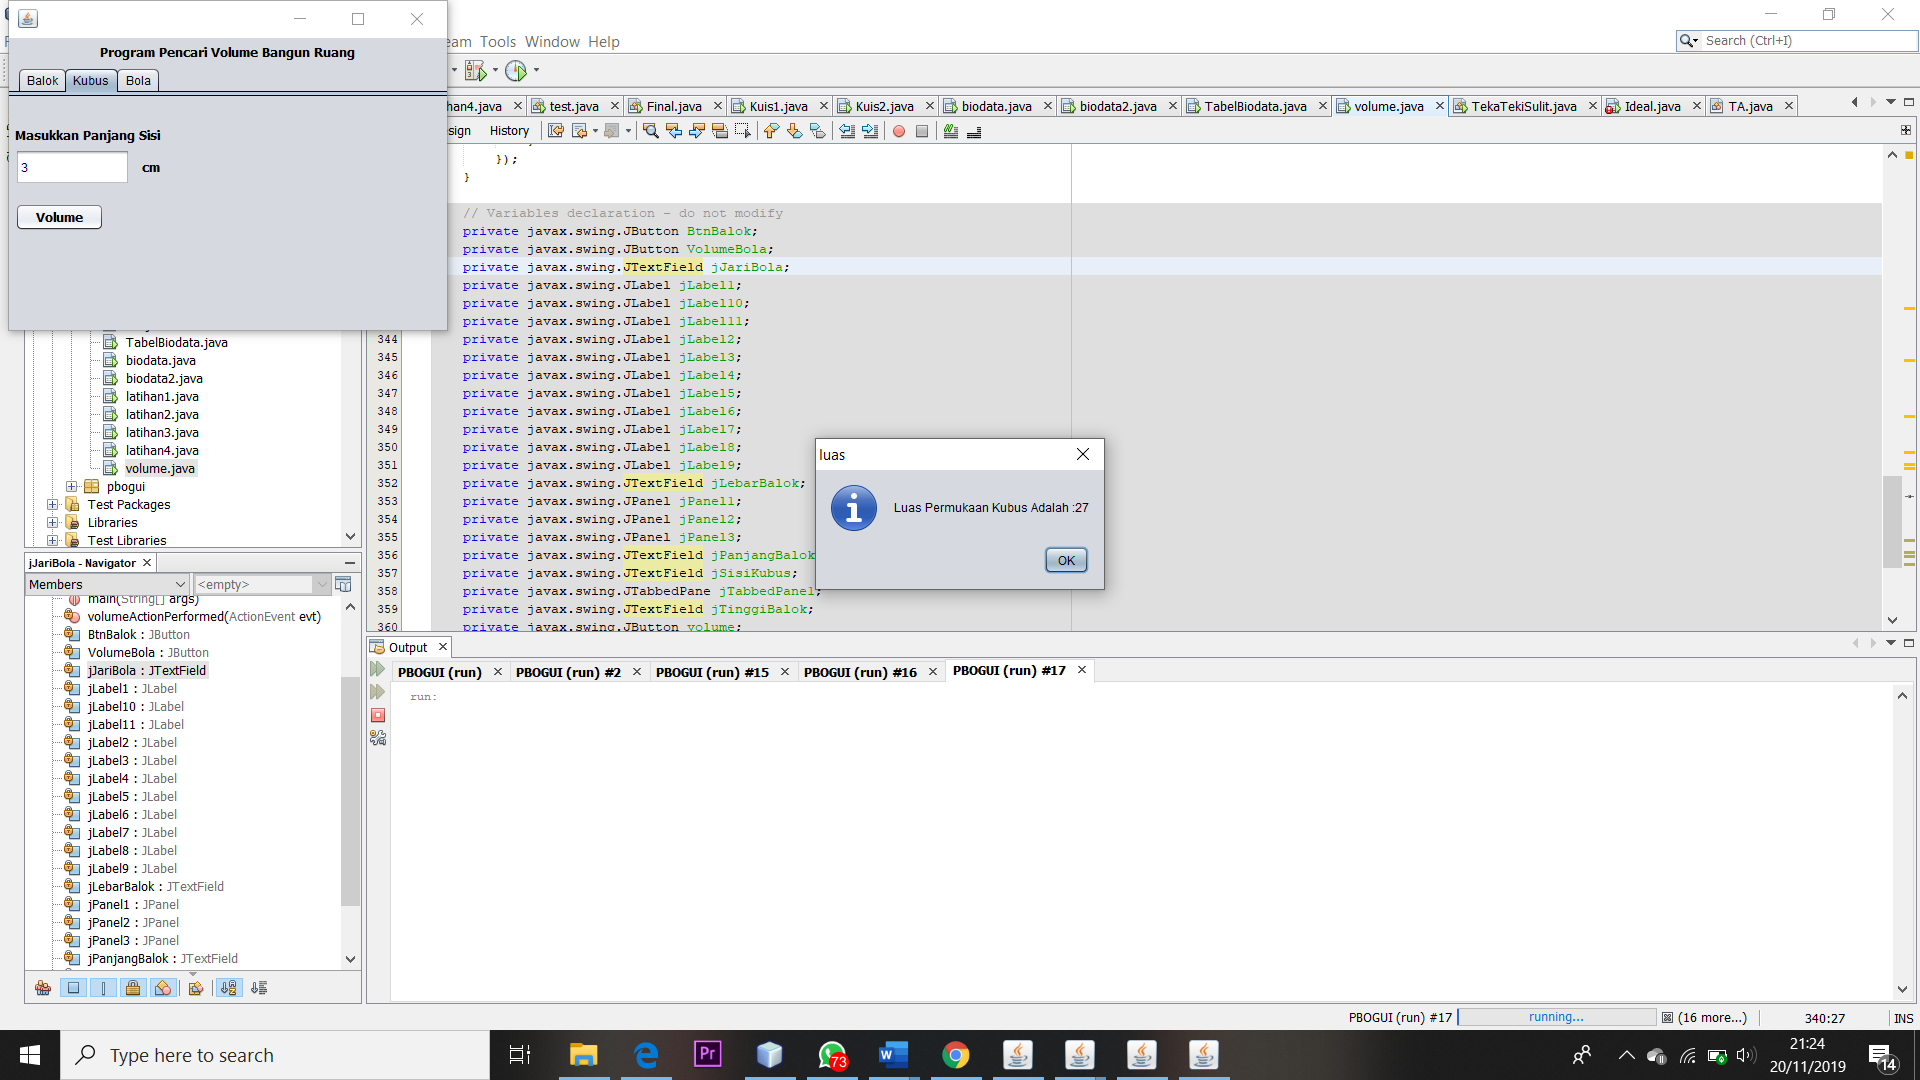 Program Pencari Volume Bangun Ruang
Balok Kubus Bola
Masukkan Panjang Sisi
3 cm
Volume
eam Tools Window Help
Search (Ctrl+I)
han4.java test.java Final.java Kuis1.java Kuis2.java biodata.java biodata2.java TabelBiodata.java volume.java TekaTekiSulit.java Ideal.java TA.java
sign History
});
}
// Variables declaration - do not modify
private javax.swing.JButton BtnBalok;
private javax.swing.JButton VolumeBola;
private javax.swing.JTextField jJariBola;
private javax.swing.JLabel jLabel1;
private javax.swing.JLabel jLabel10;
private javax.swing.JLabel jLabel11;
344 private javax.swing.JLabel jLabel2;
345 private javax.swing.JLabel jLabel3;
346 private javax.swing.JLabel jLabel4;
347 private javax.swing.JLabel jLabel5;
348 private javax.swing.JLabel jLabel6;
349 private javax.swing.JLabel jLabel7;
350 private javax.swing.JLabel jLabel8;
351 private javax.swing.JLabel jLabel9;
352 private javax.swing.JTextField jLebarBalok;
353 private javax.swing.JPanel jPanel1;
354 private javax.swing.JPanel jPanel2;
355 private javax.swing.JPanel jPanel3;
356 private javax.swing.JTextField jPanjangBalok
357 private javax.swing.JTextField jSisiKubus;
358 private javax.swing.JTabbedPane jTabbedPane1;
359 private javax.swing.JTextField jTinggiBalok;
360 private javax.swing.JButton volume;
luas
Luas Permukaan Kubus Adalah :27
OK
TabelBiodata.java
biodata.java
biodata2.java
latihan1.java
latihan2.java
latihan3.java
latihan4.java
volume.java
pbogui
Test Packages
Libraries
Test Libraries
jJariBola - Navigator
Members <empty>
main(String[] args)
volumeActionPerformed(ActionEvent evt)
BtnBalok : JButton
VolumeBola : JButton
jJariBola : JTextField
jLabel1 : JLabel
jLabel10 : JLabel
jLabel11 : JLabel
jLabel2 : JLabel
jLabel3 : JLabel
jLabel4 : JLabel
jLabel5 : JLabel
jLabel6 : JLabel
jLabel7 : JLabel
jLabel8 : JLabel
jLabel9 : JLabel
jLebarBalok : JTextField
jPanel1 : JPanel
jPanel2 : JPanel
jPanel3 : JPanel
jPanjangBalok : JTextField
Output
PBOGUI (run) PBOGUI (run) #2 PBOGUI (run) #15 PBOGUI (run) #16 PBOGUI (run) #17
run:
PBOGUI (run) #17 running... (16 more...) 340:27 INS
Type here to search
Pr
73
21:24
20/11/2019
14